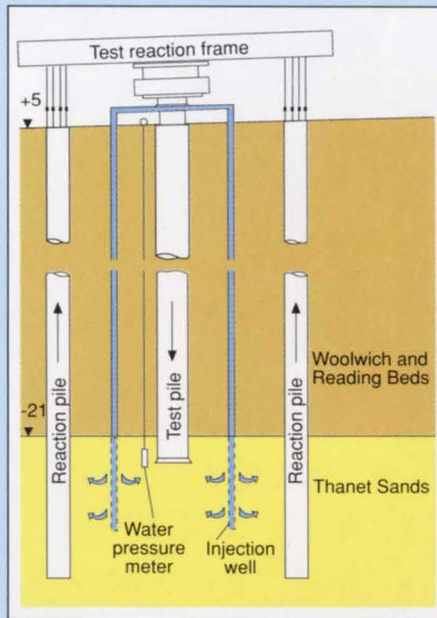 Test reaction frame
+5
Woolwich and
Reading Beds
-21
Reaction pile
Test pile
Reaction pile
Thanet Sands
Water
pressure
meter
Injection
well